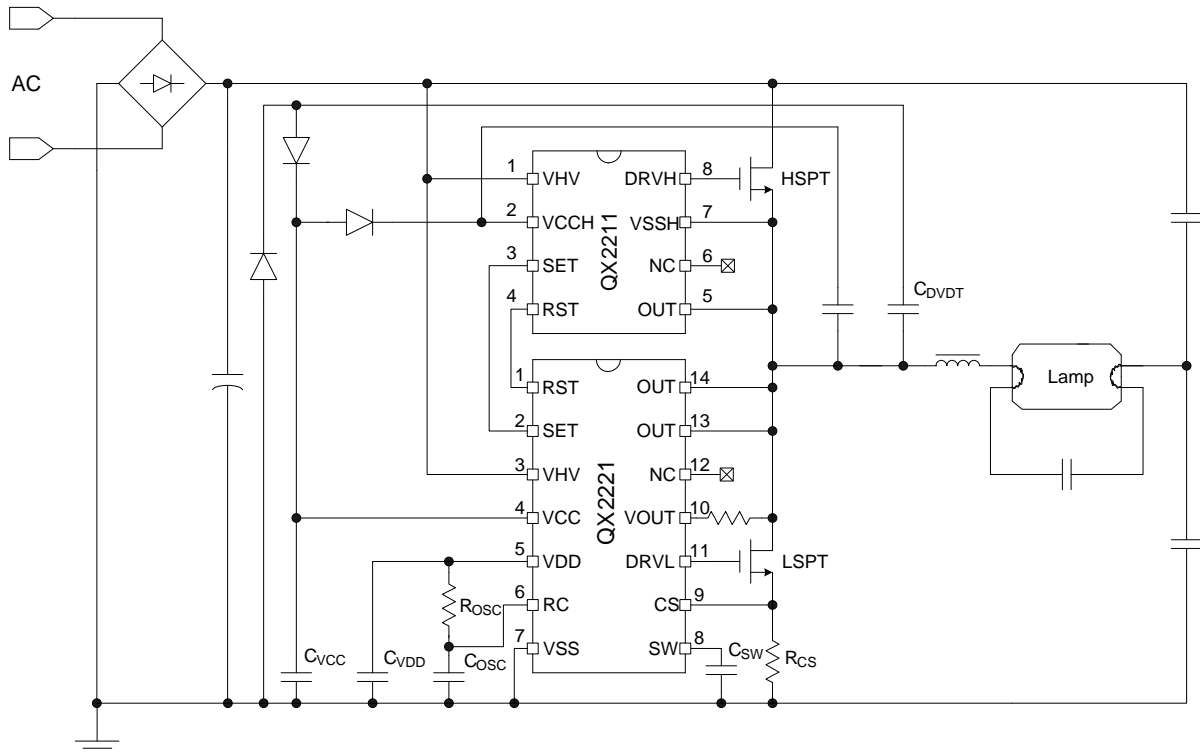 AC
1
VHV
DRVH
8
HSPT
2
VCCH
VSSH
7
3
SET
NC
6
4
RST
OUT
5
QX2211
CDVDT
1
RST
OUT
14
Lamp
2
SET
OUT
13
3
VHV
NC
12
4
VCC
VOUT
10
5
VDD
DRVL
11
LSPT
6
RC
CS
9
7
VSS
SW
8
QX2221
ROSC
CVCC
CVDD
COSC
CSW
RCS